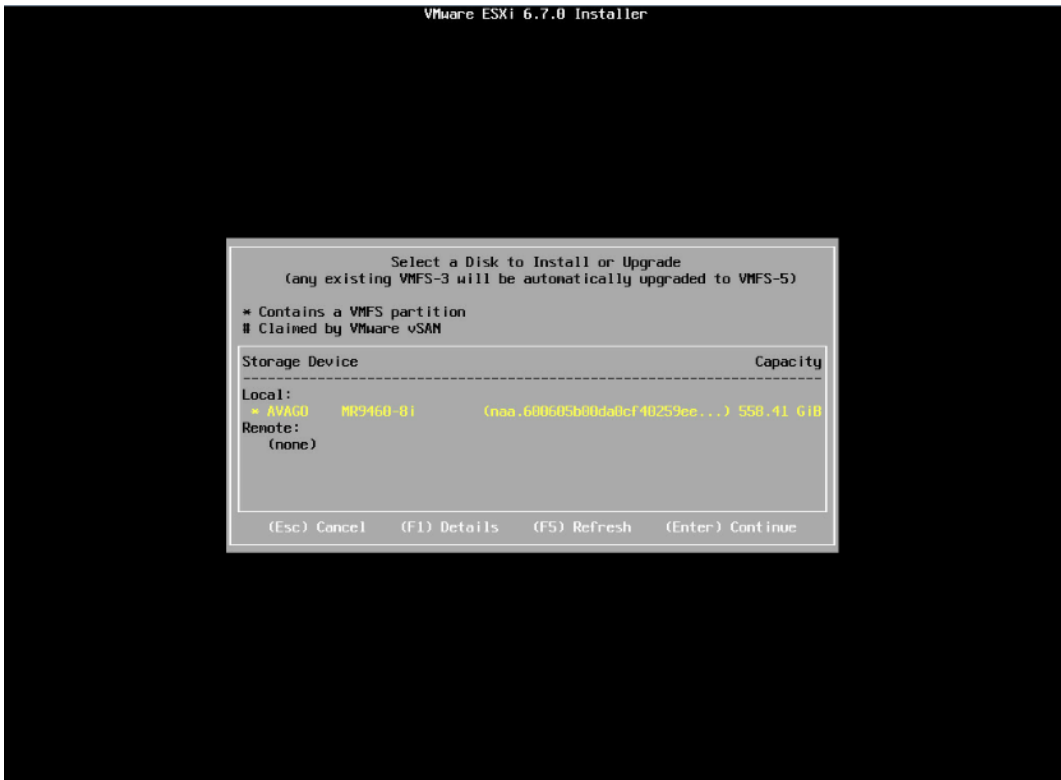 VMware ESXi 6.7.0 Installer
Select a Disk to Install or Upgrade
(any existing VMFS-3 will be automatically upgraded to VMFS-5)
* Contains a VMFS partition
# Claimed by VMware vSAN
Storage Device Capacity
Local:
* AVAGO MR9460-8i (naa.600605b00da0cf40259ee...) 558.41 GiB
Remote:
(none)
(Esc) Cancel (F1) Details (F5) Refresh (Enter) Continue